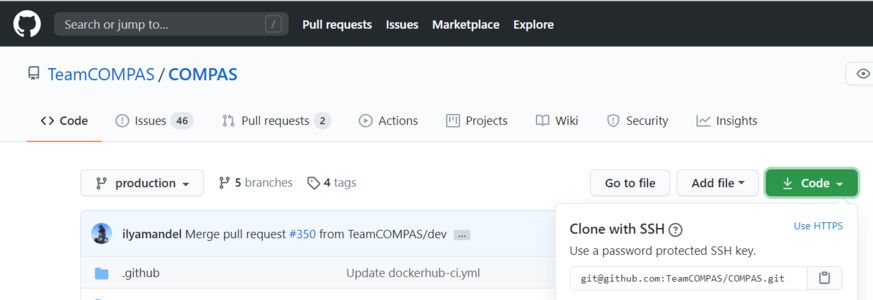 Search or jump to... / Pull requests Issues Marketplace Explore
TeamCOMPAS / COMPAS
Code Issues 46 Pull requests 2 Actions Projects Wiki Security Insights
production 5 branches 4 tags Go to file Add file Code
ilyamandel Merge pull request #350 from TeamCOMPAS/dev ...
Clone with SSH ? Use HTTPS
Use a password protected SSH key.
.github Update dockerhub-ci.yml
git@github.com:TeamCOMPAS/COMPAS.git